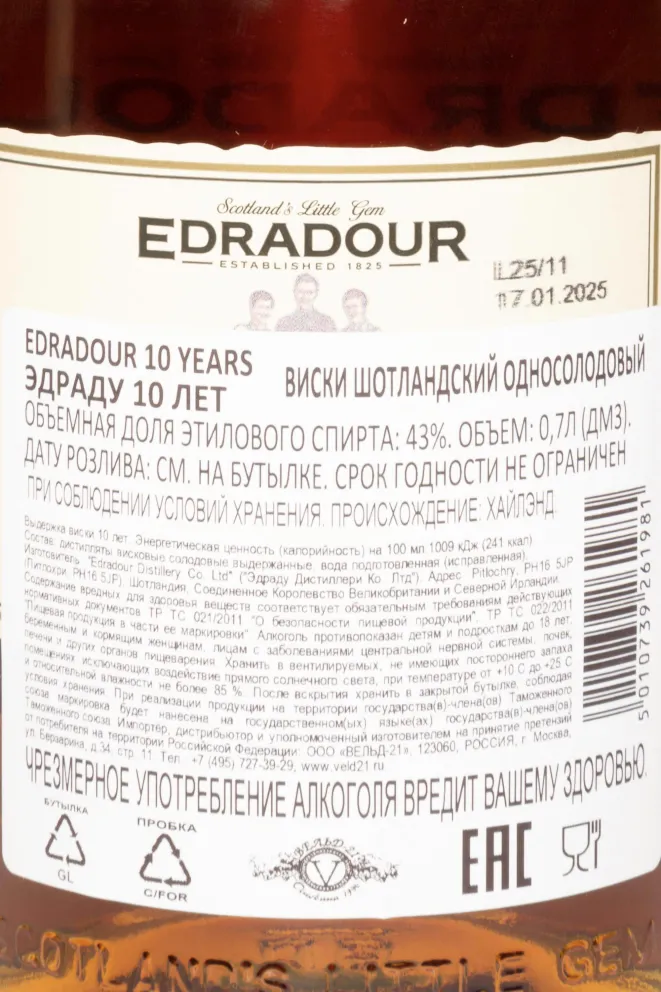 Scotland's Little Gem
EDRADOUR
ESTABLISHED 1825
L25/11
17.01.2025
EDRADOUR 10 YEARS
ЭДРАДУ 10 ЛЕТ
ВИСКИ ШОТЛАНДСКИЙ ОДНОСОЛОДОВЫЙ
ОБЪЕМНАЯ ДОЛЯ ЭТИЛОВОГО СПИРТА: 43%. ОБЪЕМ: 0,7Л (ДМ3).
ДАТУ РОЗЛИВА: СМ. НА БУТЫЛКЕ. СРОК ГОДНОСТИ НЕ ОГРАНИЧЕН
ПРИ СОБЛЮДЕНИИ УСЛОВИЙ ХРАНЕНИЯ. ПРОИСХОЖДЕНИЕ: ХАЙЛЭНД.
Выдержка виски 10 лет. Энергетическая ценность (калорийность) на 100 мл 1009 кДж (241 ккал)
Состав: дистилляты висковые солодовые выдержанные, вода подготовленная (исправленная).
Изготовитель: "Edradour Distillery Co. Ltd" ("Эдраду Дистиллери Ко. Лтд"). Адрес: Pitlochry, PH16 5JP
(Питлохри, PH16 5JP), Шотландия, Соединенное Королевство Великобритании и Северной Ирландии.
Содержание вредных для здоровья веществ соответствует обязательным требованиям действующих
нормативных документов ТР ТС 021/2011 "О безопасности пищевой продукции", ТР ТС 022/2011
"Пищевая продукция в части ее маркировки". Алкоголь противопоказан детям и подросткам до 18 лет,
беременным и кормящим женщинам, лицам с заболеваниями центральной нервной системы, почек,
печени и других органов пищеварения. Хранить в вентилируемых, не имеющих постороннего запаха
помещениях исключающих воздействие прямого солнечного света, при температуре от +10 С до +25 С
и относительной влажности не более 85 %. После вскрытия хранить в закрытой бутылке, соблюдая
условия хранения. При реализации продукции на территории государства(в)-члена(ов) Таможенного
союза маркировка будет нанесена на государственном(ых) языке(ах) государства(в)-члена(ов)
Таможенного союза. Импортёр, дистрибьютор и уполномоченный изготовителем на принятие претензий
от потребителя на территории Российской Федерации: ООО «ВЕЛЬД-21», 123060, РОССИЯ, г. Москва,
ул. Берзарина, д.34, стр. 11 Тел.: +7 (495) 727-39-29, www.veld21.ru
5 010739 261981
ЧРЕЗМЕРНОЕ УПОТРЕБЛЕНИЕ АЛКОГОЛЯ ВРЕДИТ ВАШЕМУ ЗДОРОВЬЮ.
БУТЫЛКА
GL
ПРОБКА
C/FOR
ВЕЛЬД-21
V
EAC
SCOTLAND'S LITTLE GEM